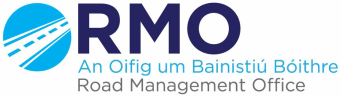 RMO
An Oifig um Bainistiú Bóithre
Road Management Office